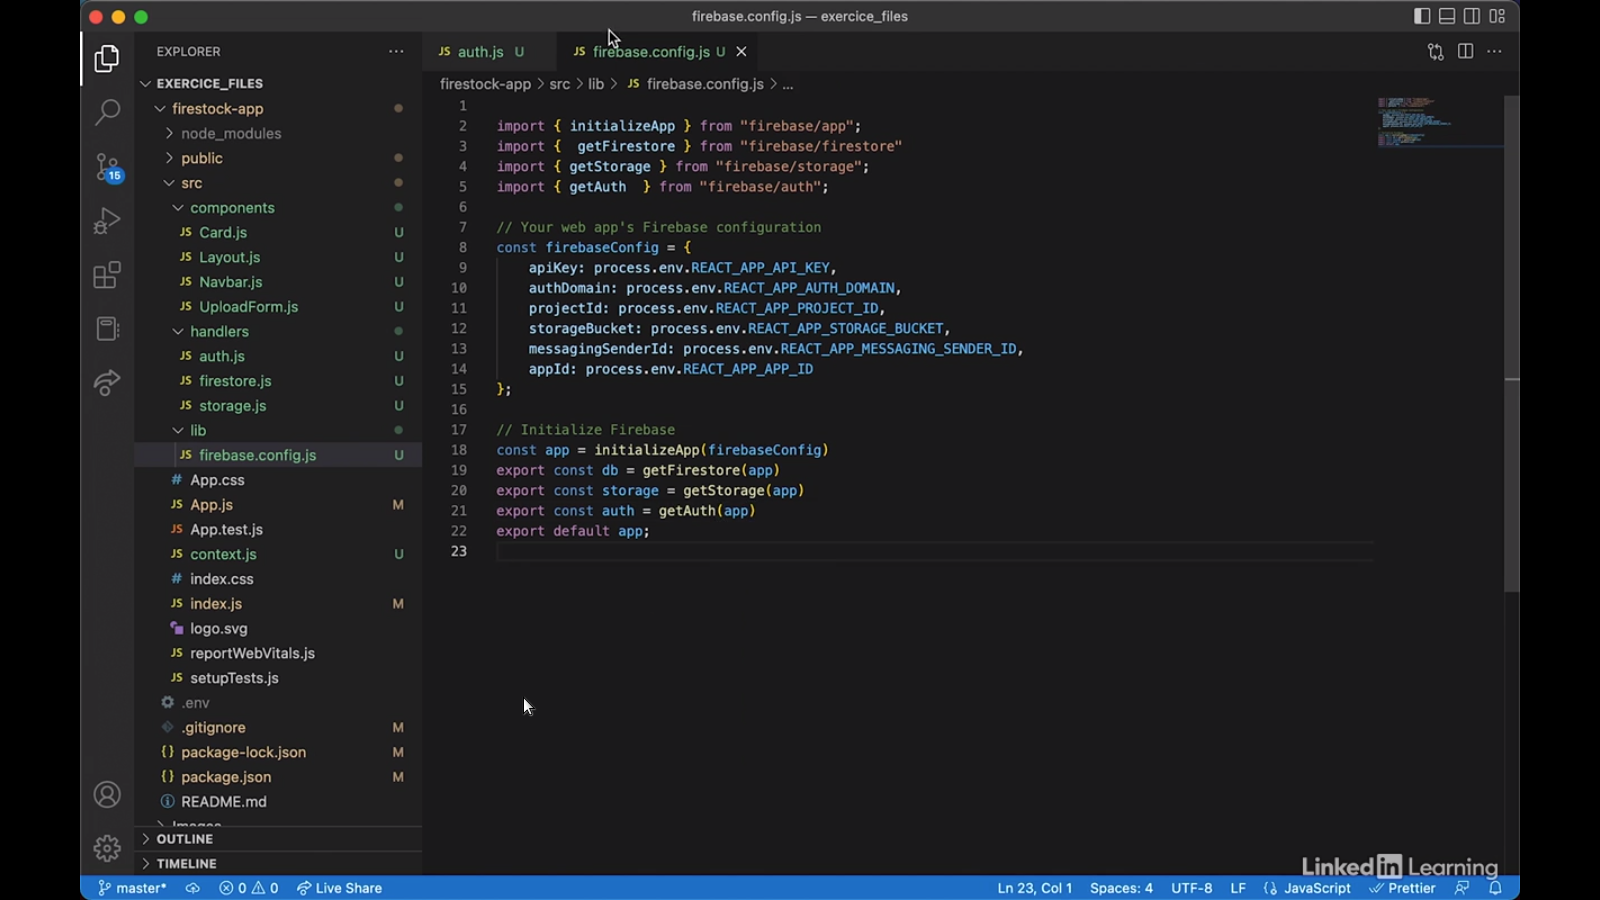 firebase.config.js — exercice_files
EXPLORER
EXERCICE_FILES
firestock-app
node_modules
public
src
components
JS Card.js U
JS Layout.js U
JS Navbar.js U
JS UploadForm.js U
handlers
JS auth.js U
JS firestore.js U
JS storage.js U
lib
JS firebase.config.js U
# App.css
JS App.js M
JS App.test.js
JS context.js U
# index.css
JS index.js M
logo.svg
JS reportWebVitals.js
JS setupTests.js
.env
.gitignore M
{} package-lock.json M
{} package.json M
README.md
Images
OUTLINE
TIMELINE
15
JS auth.js U
JS firebase.config.js U
firestock-app > src > lib > JS firebase.config.js > ...
1
2 import { initializeApp } from "firebase/app";
3 import {  getFirestore } from "firebase/firestore"
4 import { getStorage } from "firebase/storage";
5 import { getAuth  } from "firebase/auth";
6
7 // Your web app's Firebase configuration
8 const firebaseConfig = {
9     apiKey: process.env.REACT_APP_API_KEY,
10     authDomain: process.env.REACT_APP_AUTH_DOMAIN,
11     projectId: process.env.REACT_APP_PROJECT_ID,
12     storageBucket: process.env.REACT_APP_STORAGE_BUCKET,
13     messagingSenderId: process.env.REACT_APP_MESSAGING_SENDER_ID,
14     appId: process.env.REACT_APP_APP_ID
15 };
16
17 // Initialize Firebase
18 const app = initializeApp(firebaseConfig)
19 export const db = getFirestore(app)
20 export const storage = getStorage(app)
21 export const auth = getAuth(app)
22 export default app;
23
Linked in Learning
master* 0 0 Live Share Ln 23, Col 1 Spaces: 4 UTF-8 LF {} JavaScript Prettier